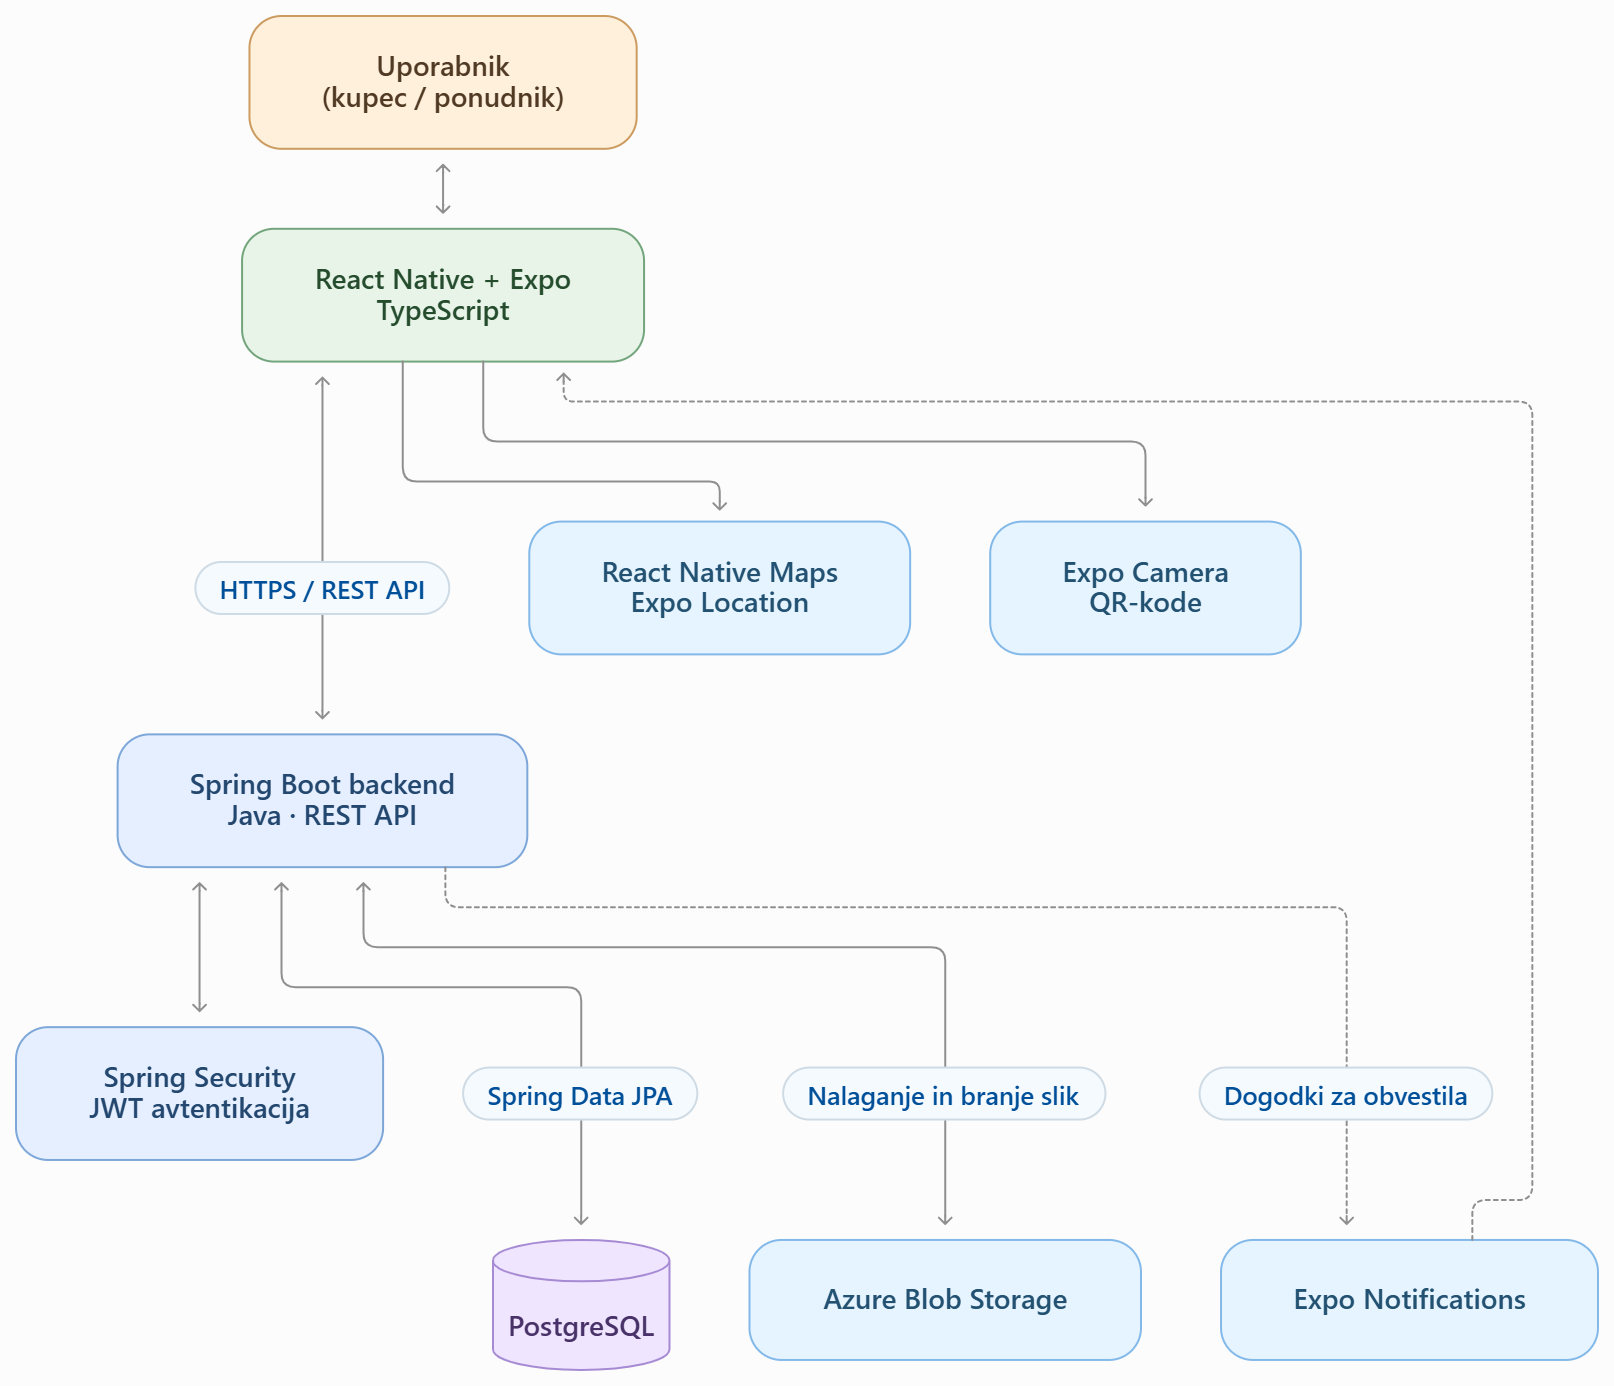 Uporabnik
(kupec / ponudnik)
React Native + Expo
TypeScript
HTTPS / REST API
React Native Maps
Expo Location
Expo Camera
QR-kode
Spring Boot backend
Java · REST API
Spring Security
JWT avtentikacija
Spring Data JPA
Nalaganje in branje slik
Dogodki za obvestila
PostgreSQL
Azure Blob Storage
Expo Notifications